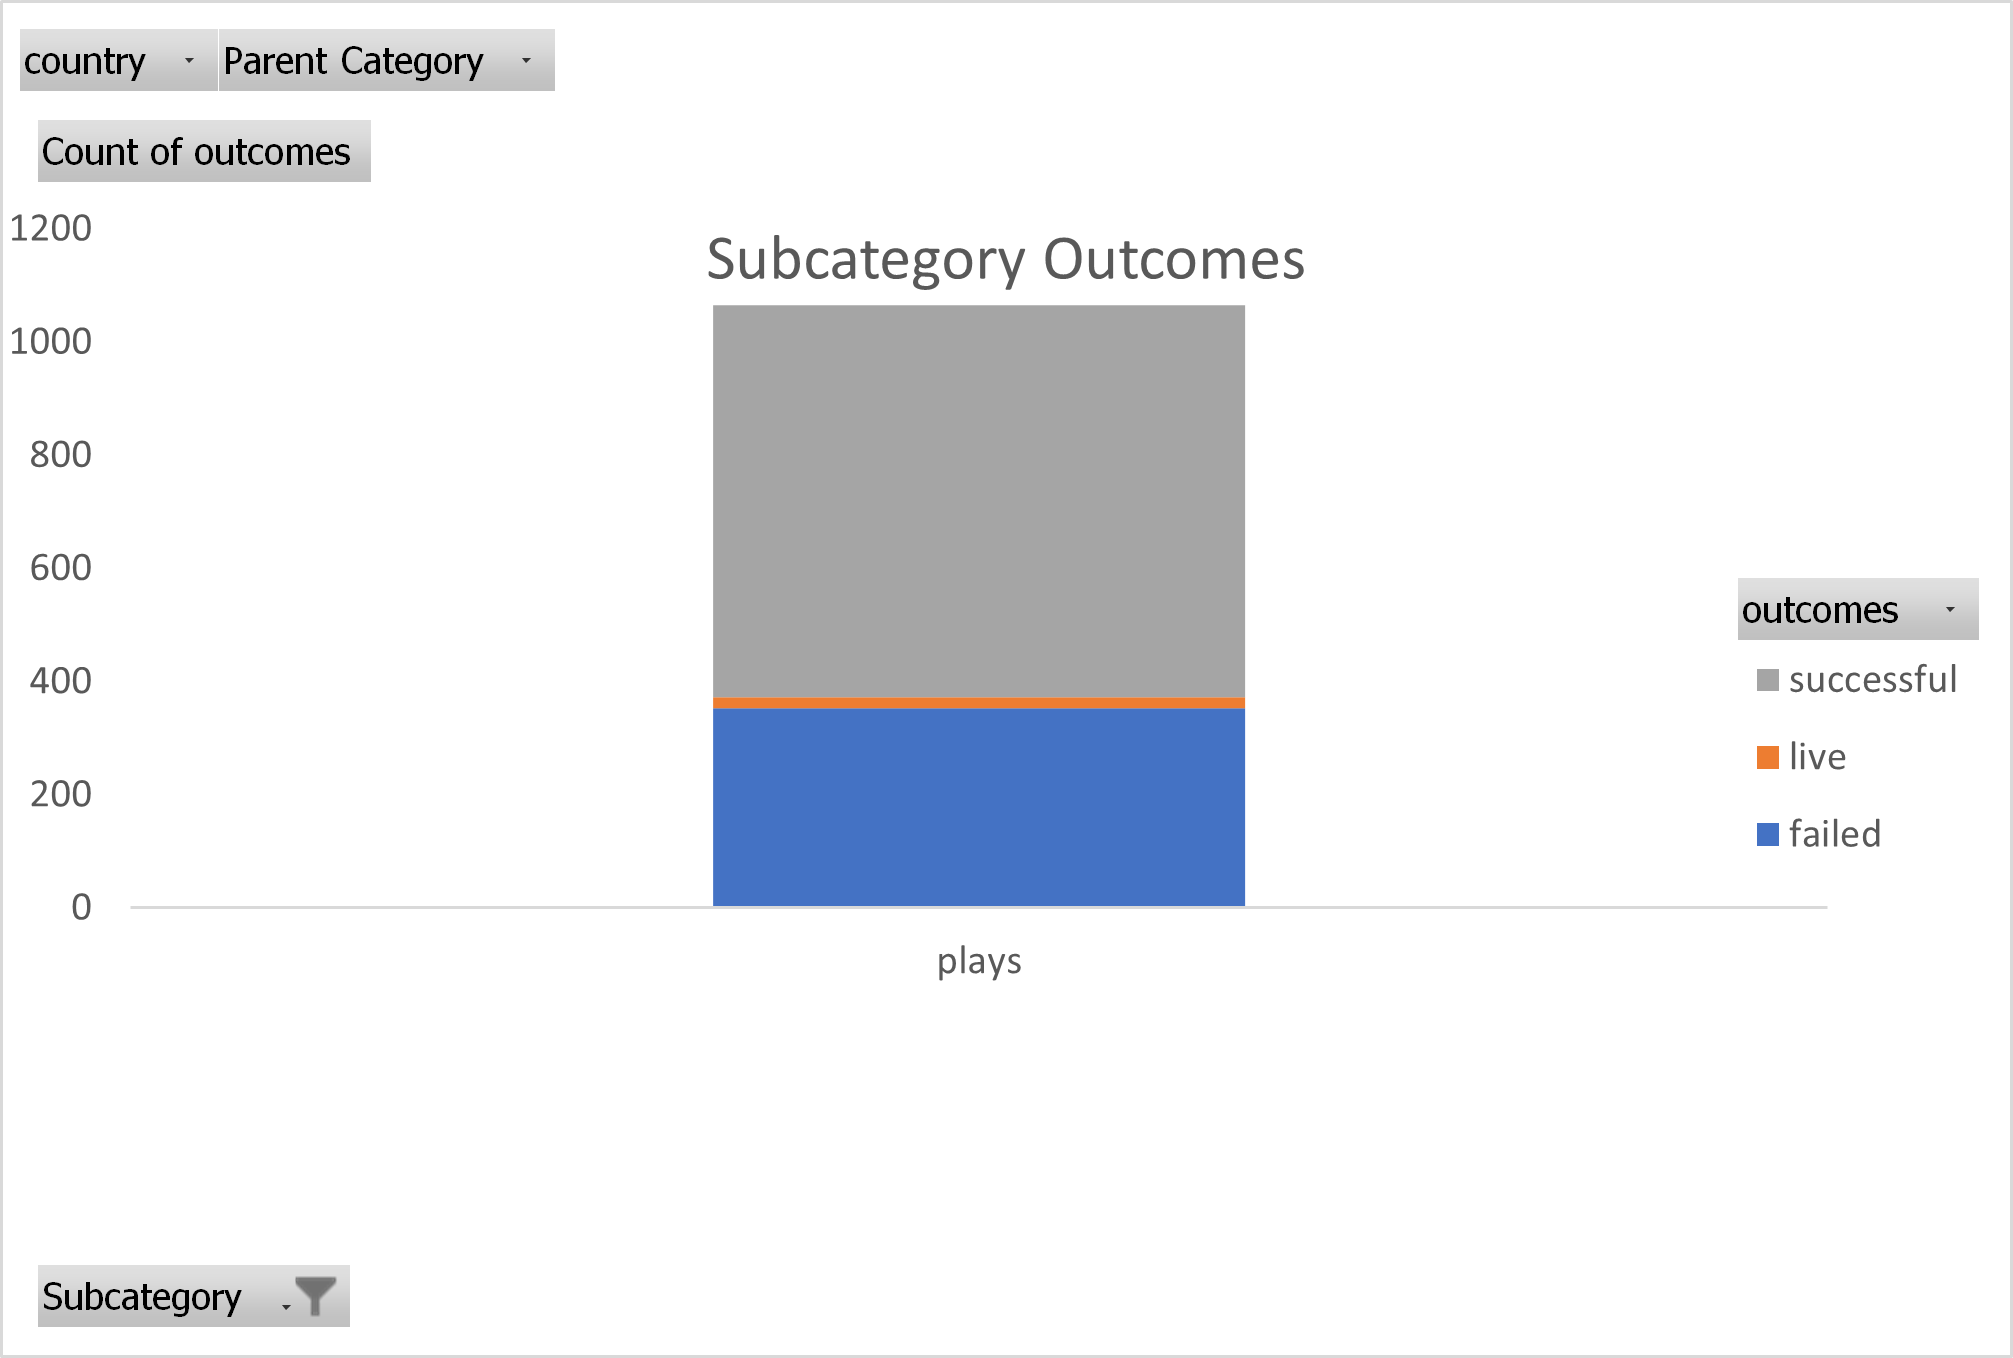 country Parent Category
Count of outcomes
Subcategory Outcomes
1200
1000
800
600
400
200
0
plays
outcomes
successful
live
failed
Subcategory